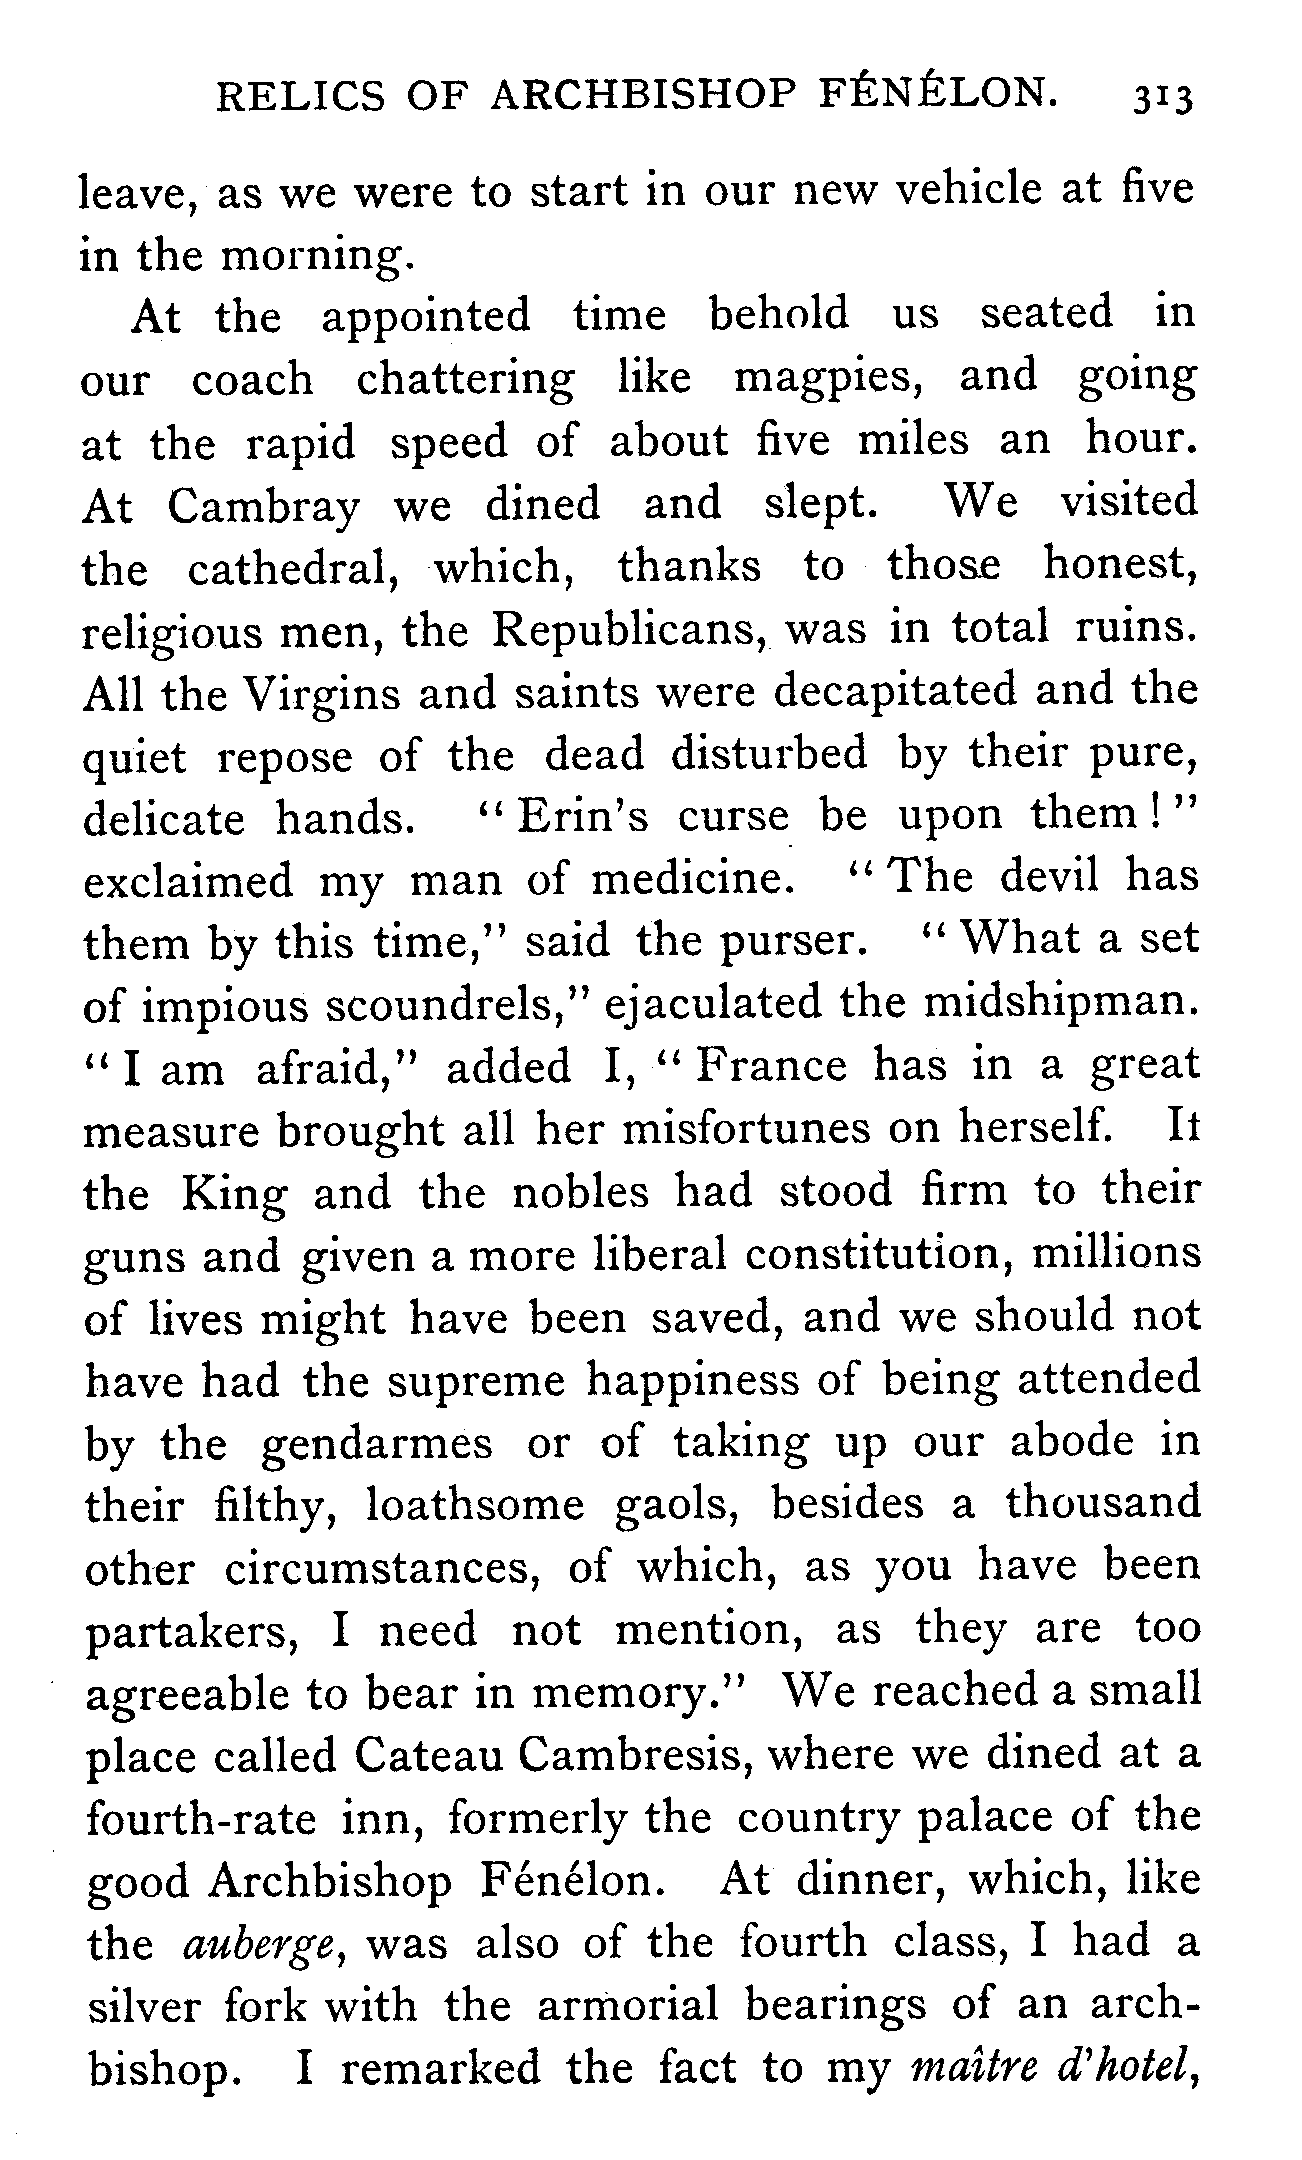 RELICS OF ARCHBISHOP FÉNÉLON. 313
leave, as we were to start in our new vehicle at five
in the morning.
At the appointed time behold us seated in
our coach chattering like magpies, and going
at the rapid speed of about five miles an hour.
At Cambray we dined and slept. We visited
the cathedral, which, thanks to those honest,
religious men, the Republicans, was in total ruins.
All the Virgins and saints were decapitated and the
quiet repose of the dead disturbed by their pure,
delicate hands. “Erin’s curse be upon them!”
exclaimed my man of medicine. “The devil has
them by this time,” said the purser. “What a set
of impious scoundrels,” ejaculated the midshipman.
“I am afraid,” added I, “France has in a great
measure brought all her misfortunes on herself. It
the King and the nobles had stood firm to their
guns and given a more liberal constitution, millions
of lives might have been saved, and we should not
have had the supreme happiness of being attended
by the gendarmes or of taking up our abode in
their filthy, loathsome gaols, besides a thousand
other circumstances, of which, as you have been
partakers, I need not mention, as they are too
agreeable to bear in memory.” We reached a small
place called Cateau Cambresis, where we dined at a
fourth-rate inn, formerly the country palace of the
good Archbishop Fénélon. At dinner, which, like
the auberge, was also of the fourth class, I had a
silver fork with the armorial bearings of an arch-
bishop. I remarked the fact to my maître d’hotel,